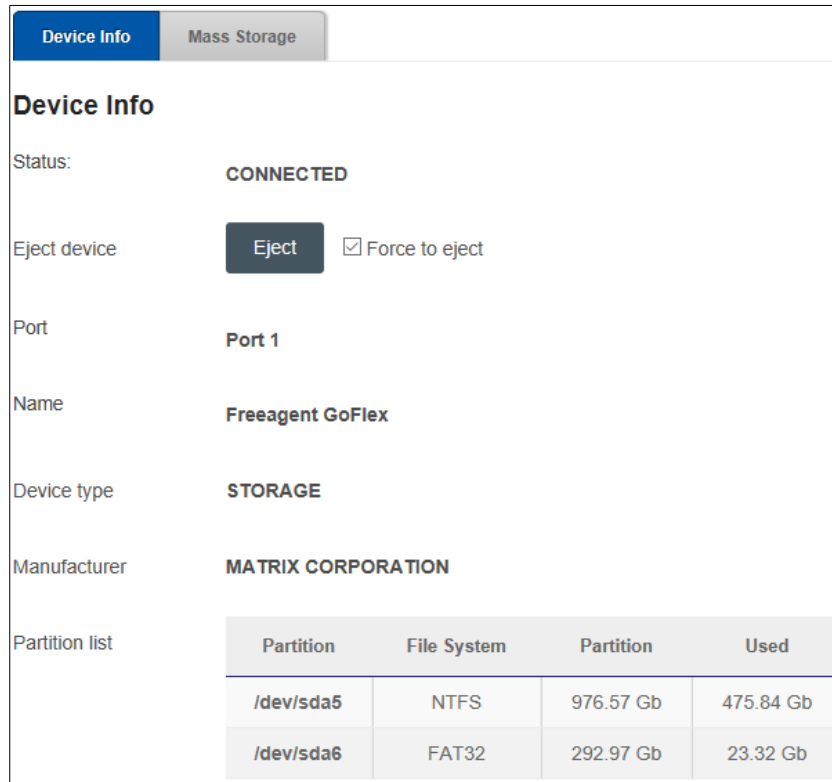 Device Info Mass Storage
Device Info
Status: CONNECTED
Eject device Eject Force to eject
Port Port 1
Name Freeagent GoFlex
Device type STORAGE
Manufacturer MATRIX CORPORATION
Partition list Partition File System Partition Used
/dev/sda5 NTFS 976.57 Gb 475.84 Gb
/dev/sda6 FAT32 292.97 Gb 23.32 Gb